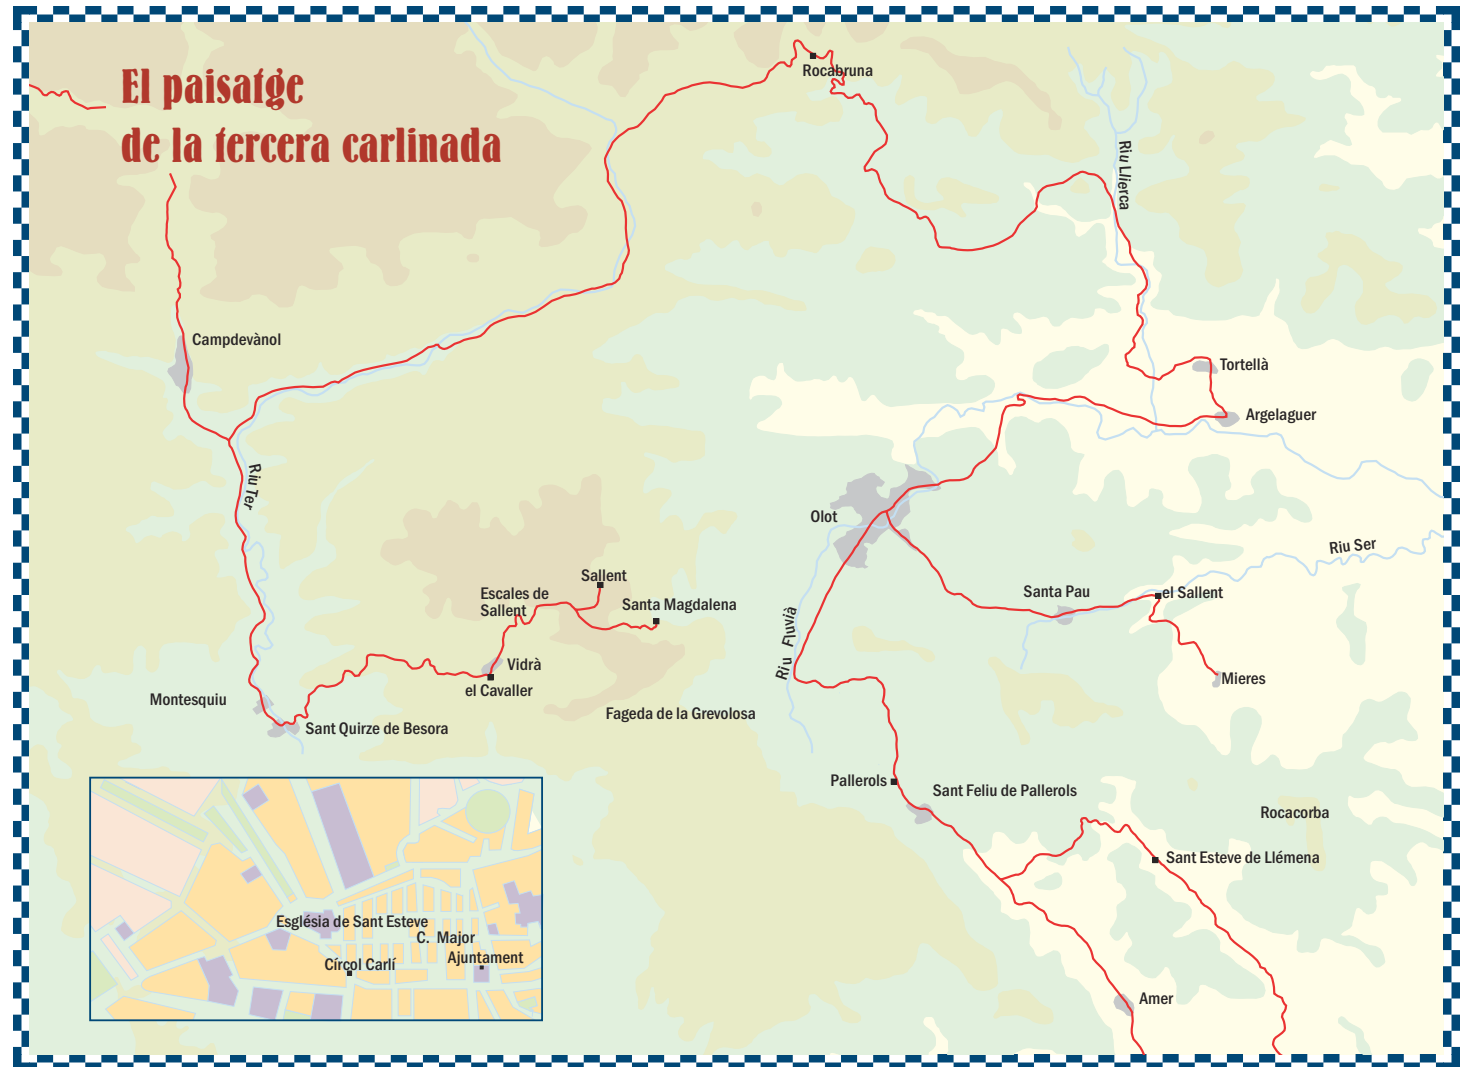 El paisatge
de la tercera carlinada
Rocabruna
Riu Llierca
Campdevànol
Tortellà
Argelaguer
Riu Ter
Olot
Riu Ser
Escales de
Sallent
Sallent
Santa Magdalena
Santa Pau
el Sallent
Riu Fluvià
Vidrà
el Cavaller
Mieres
Montesquiu
Sant Quirze de Besora
Fageda de la Grevolosa
Pallerols
Sant Feliu de Pallerols
Rocacorba
Sant Esteve de Llémena
Església de Sant Esteve
C. Major
Círcol Carlí
Ajuntament
Amer